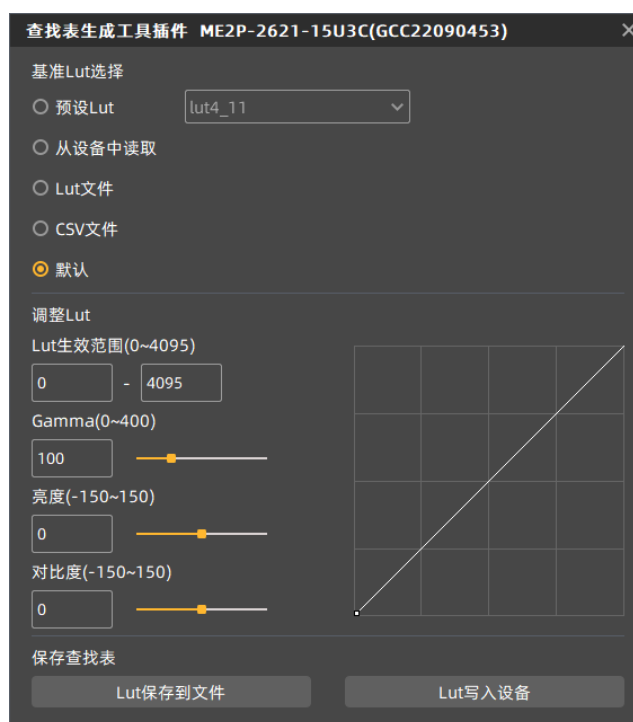 查找表生成工具插件 ME2P-2621-15U3C(GCC22090453)
基准Lut选择
预设Lut lut4_11
从设备中读取
Lut文件
CSV文件
默认
调整Lut
Lut生效范围(0~4095)
0 - 4095
Gamma(0~400)
100
亮度(-150~150)
0
对比度(-150~150)
0
保存查找表
Lut保存到文件 Lut写入设备